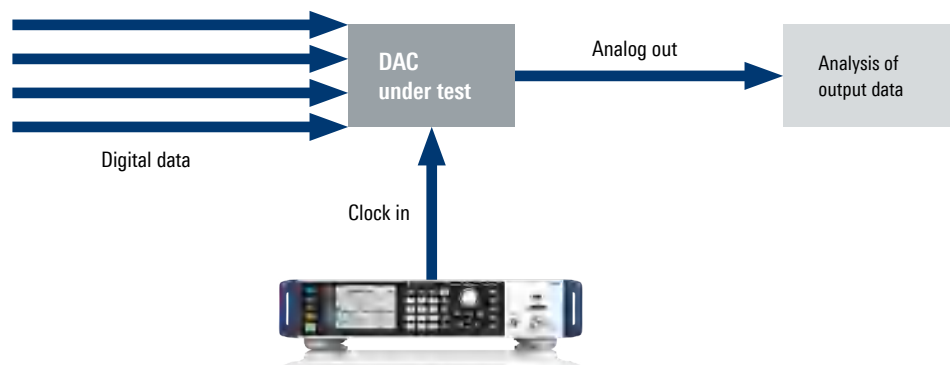 DAC
under test
Analog out
Analysis of
output data
Digital data
Clock in